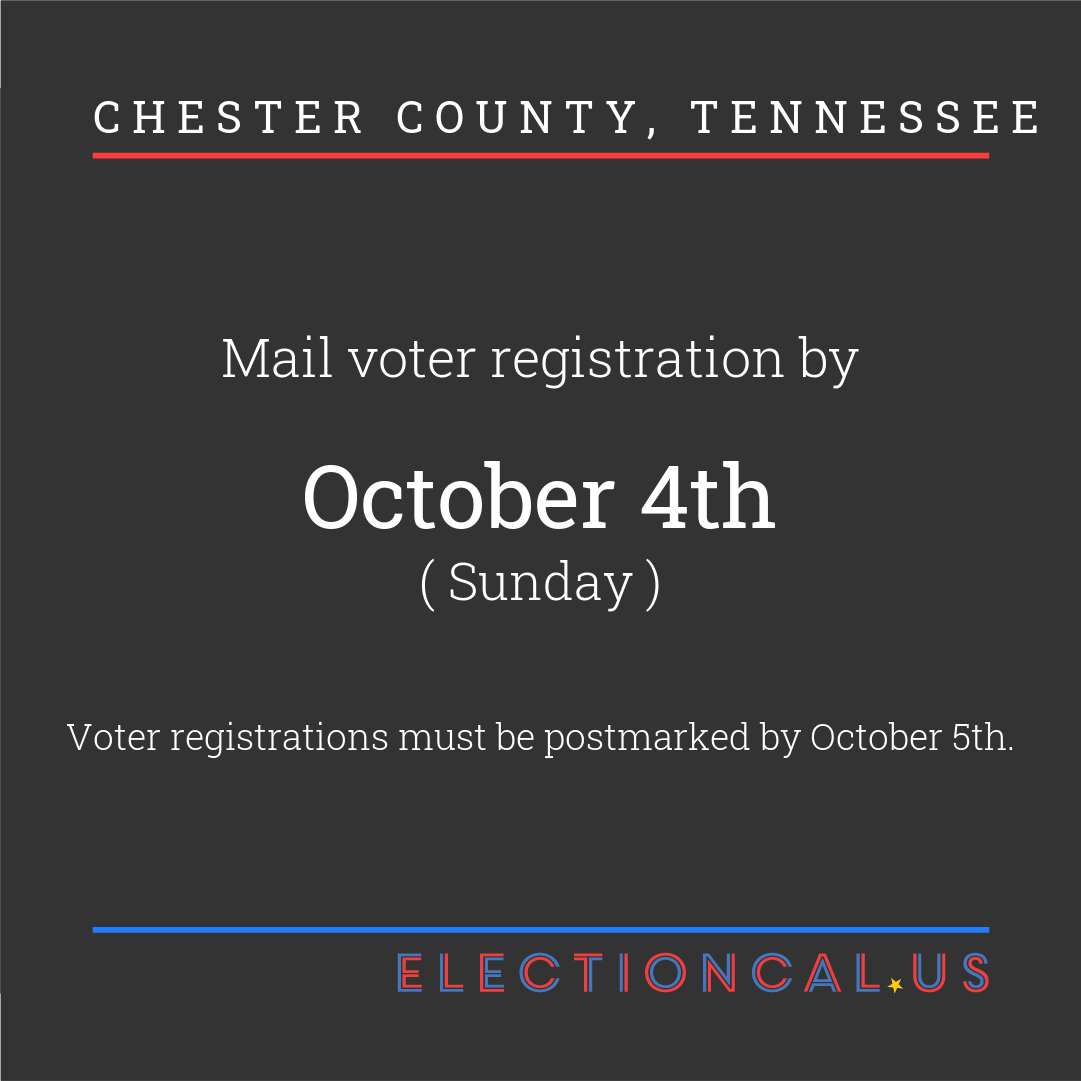 CHESTER COUNTY, TENNESSEE
Mail voter registration by
October 4th
( Sunday )
Voter registrations must be postmarked by October 5th.
ELECTIONCAL.US